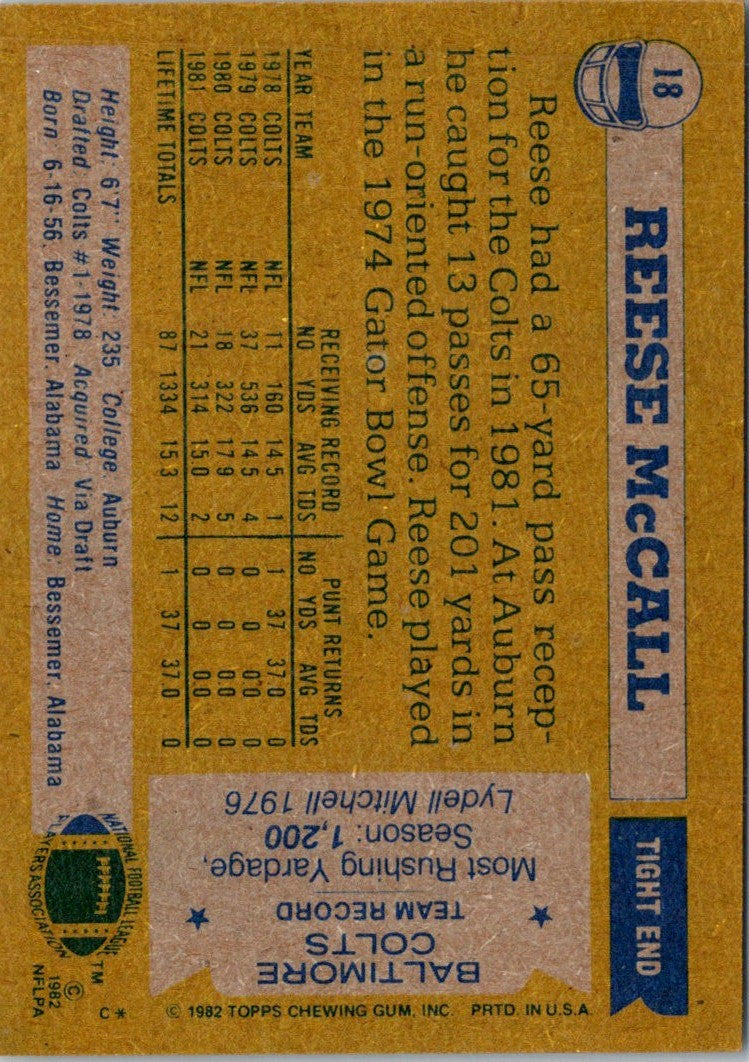 18
REESE McCALL
TIGHT END
Reese had a 65-yard pass recep-
tion for the Colts in 1981. At Auburn
he caught 13 passes for 201 yards in
a run-oriented offense. Reese played
in the 1974 Gator Bowl Game.
RECEIVING RECORD PUNT RETURNS
YEAR TEAM NO YDS AVG TDS NO YDS AVG TDS
1978 COLTS NFL 11 160 14.5 1 1 37 37.0 0
1979 COLTS NFL 37 536 14.5 4 0 0 0.0 0
1980 COLTS NFL 18 322 17.9 5 0 0 0.0 0
1981 COLTS NFL 21 314 15.0 2 0 0 0.0 0
LIFETIME TOTALS 87 1334 15.3 12 1 37 37.0 0
Height: 6'7" Weight: 235 College: Auburn
Drafted: Colts #1-1978 Acquired: Via Draft
Born: 6-16-56, Bessemer, Alabama Home: Bessemer, Alabama
BALTIMORE
COLTS
TEAM RECORD
Most Rushing Yardage,
Season: 1,200
Lydell Mitchell 1976
NATIONAL FOOTBALL LEAGUE
PLAYERS ASSOCIATION
TM
© 1982
NFLPA
C*
© 1982 TOPPS CHEWING GUM, INC. PRTD. IN U.S.A.